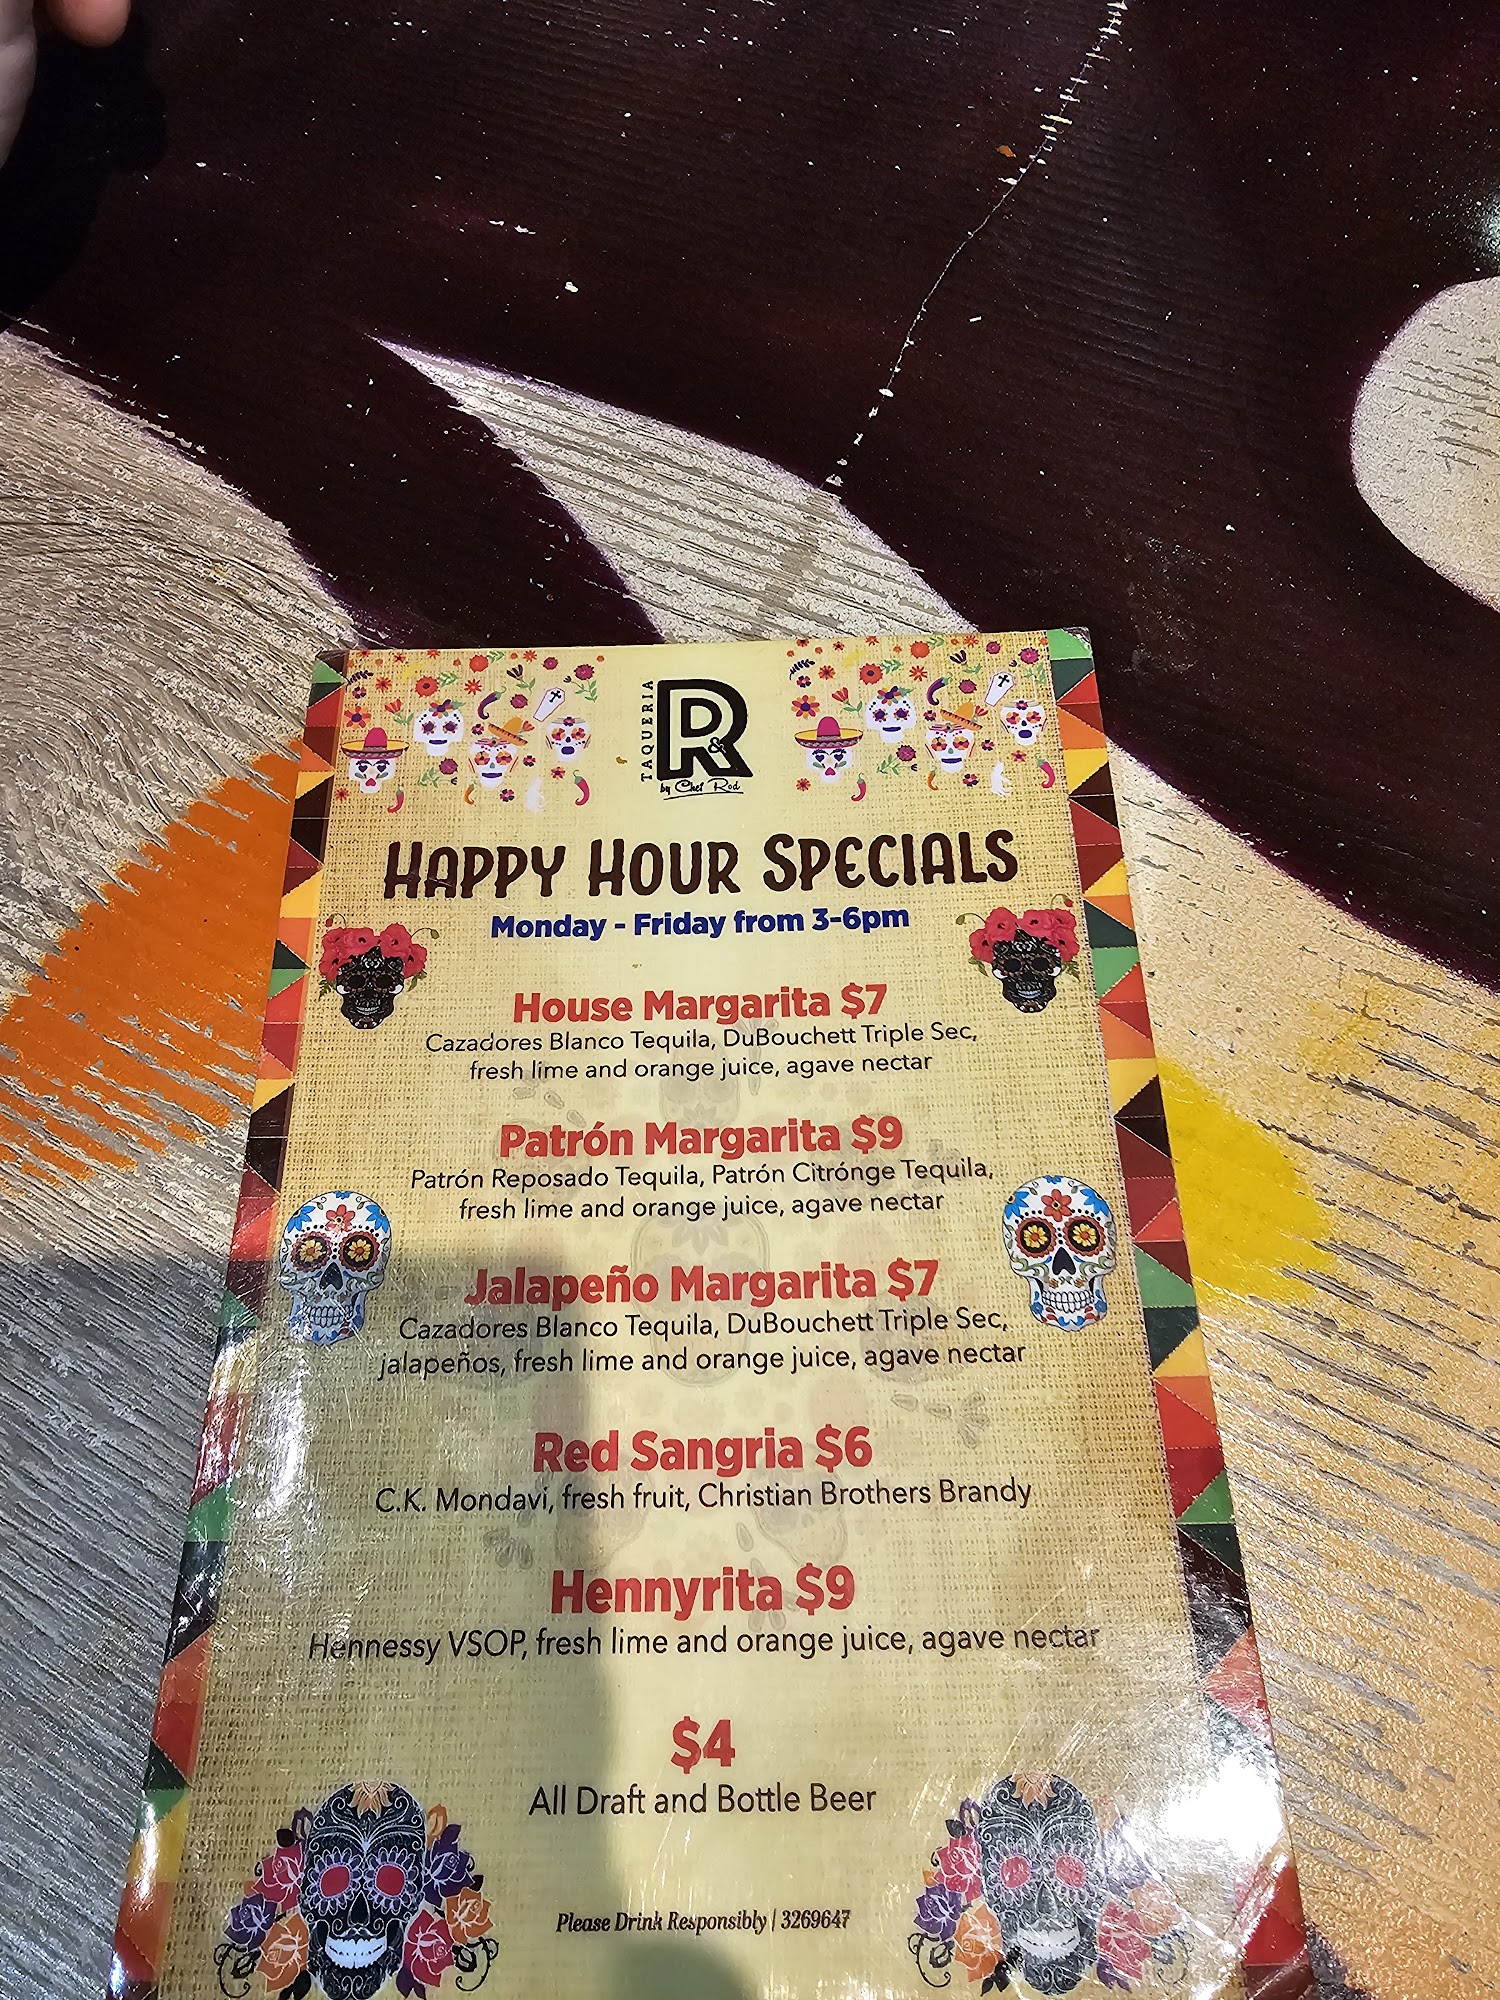 TAQUERIA
R&R
by Chef Rod
HAPPY HOUR SPECIALS
Monday - Friday from 3-6pm
House Margarita $7
Cazadores Blanco Tequila, DuBouchett Triple Sec,
fresh lime and orange juice, agave nectar
Patrón Margarita $9
Patrón Reposado Tequila, Patrón Citrónge Tequila,
fresh lime and orange juice, agave nectar
Jalapeño Margarita $7
Cazadores Blanco Tequila, DuBouchett Triple Sec,
jalapeños, fresh lime and orange juice, agave nectar
Red Sangria $6
C.K. Mondavi, fresh fruit, Christian Brothers Brandy
Hennyrita $9
Hennessy VSOP, fresh lime and orange juice, agave nectar
$4
All Draft and Bottle Beer
Please Drink Responsibly | 3269647